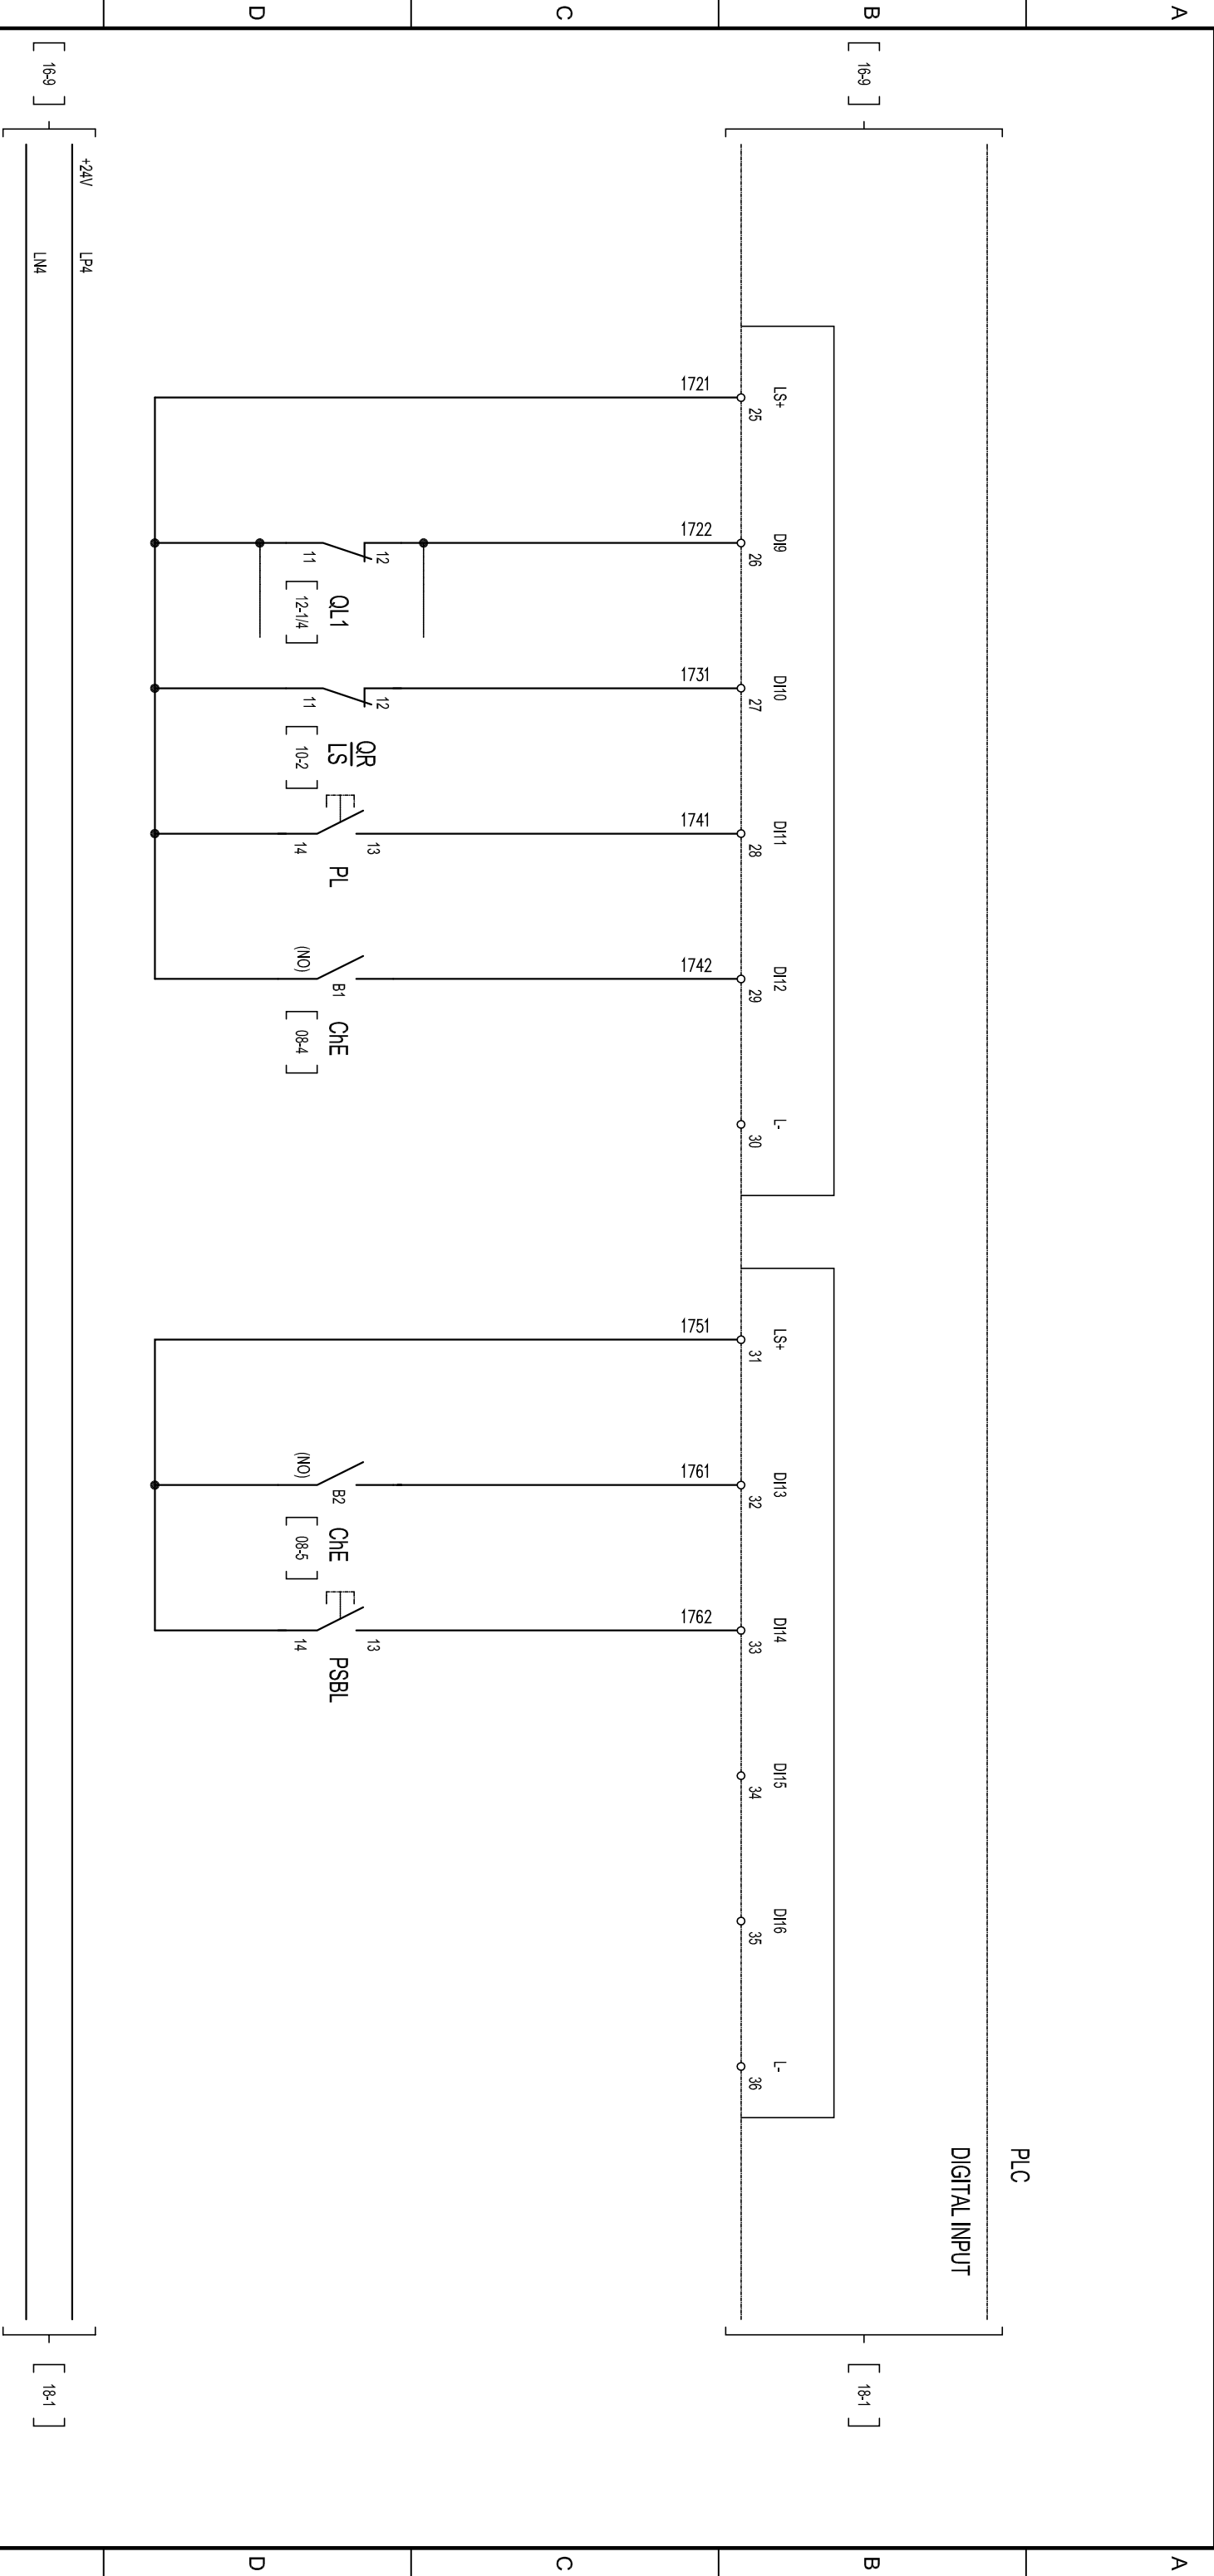 A
B
C
D
A
B
C
D
PLC
DIGITAL INPUT
[ 16-9 ]
[ 18-1 ]
LS+
DI9
DI10
DI11
DI12
L-
LS+
DI13
DI14
DI15
DI16
L-
25
26
27
28
29
30
31
32
33
34
35
36
1721
1722
1731
1741
1742
1751
1761
1762
12
11
QL1
[ 12-1/4 ]
12
11
QR
LS
[ 10-2 ]
13
14
PL
(NO)
B1
ChE
[ 08-4 ]
(NO)
B2
ChE
[ 08-5 ]
13
14
PSBL
+24V
LP4
LN4
[ 16-9 ]
[ 18-1 ]